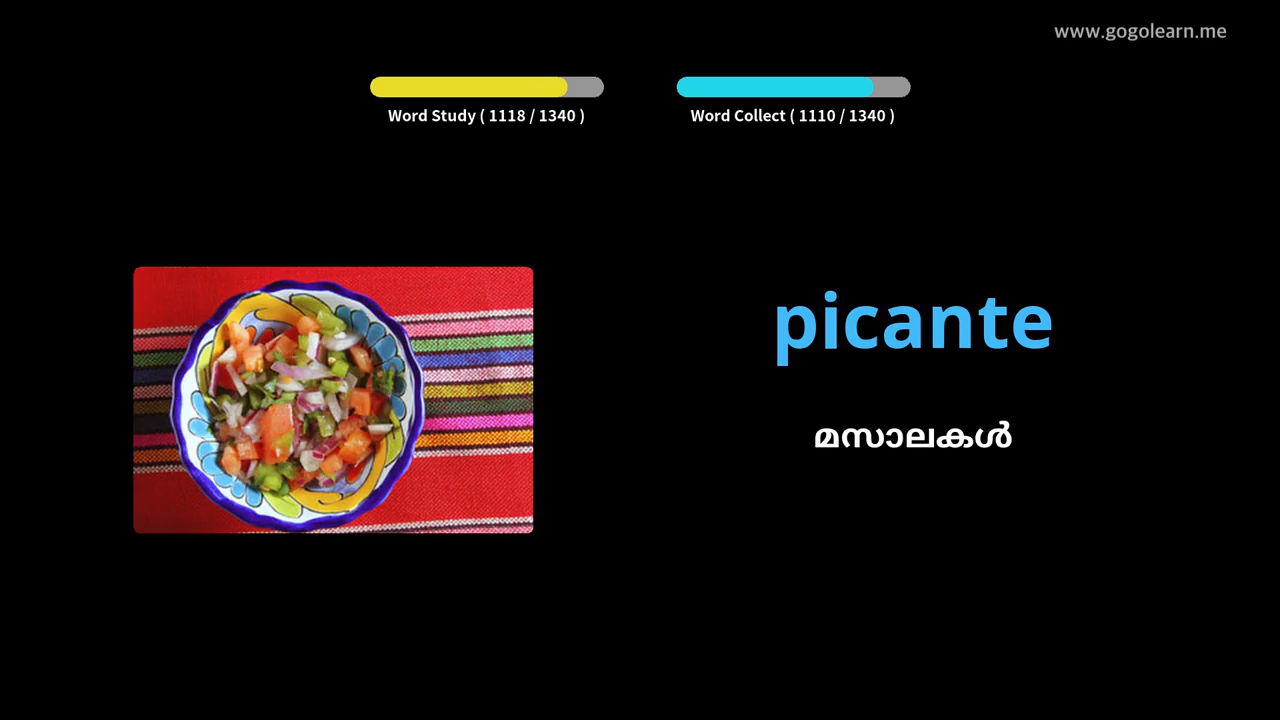 www.gogolearn.me
Word Study ( 1118 / 1340 )
Word Collect ( 1110 / 1340 )
picante
മസാലകൾ